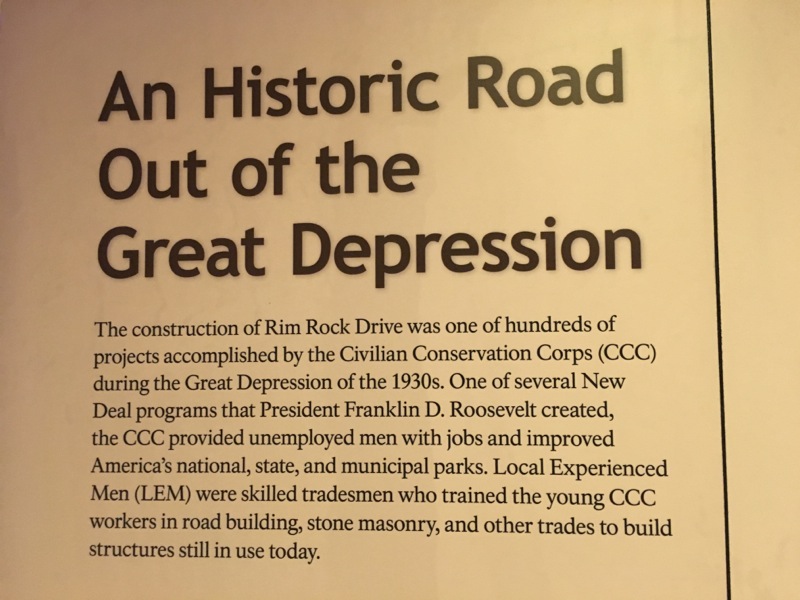 An Historic Road
Out of the
Great Depression
The construction of Rim Rock Drive was one of hundreds of
projects accomplished by the Civilian Conservation Corps (CCC)
during the Great Depression of the 1930s. One of several New
Deal programs that President Franklin D. Roosevelt created,
the CCC provided unemployed men with jobs and improved
America's national, state, and municipal parks. Local Experienced
Men (LEM) were skilled tradesmen who trained the young CCC
workers in road building, stone masonry, and other trades to build
structures still in use today.